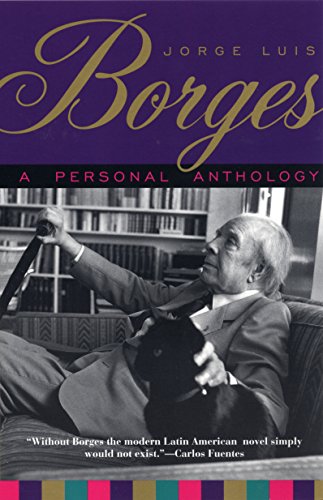 JORGE LUIS
Borges
A PERSONAL ANTHOLOGY
“Without Borges the modern Latin American novel simply
would not exist.”—Carlos Fuentes